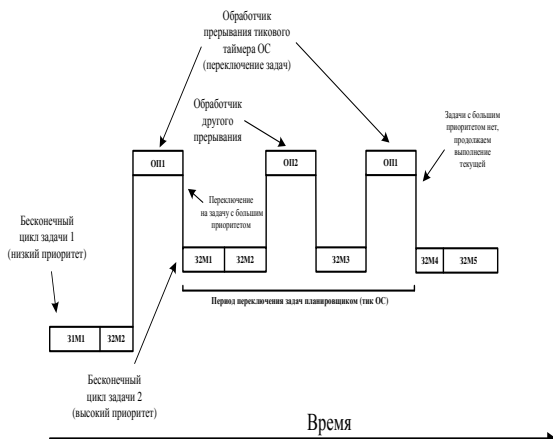 Обработчик
прерывания тикового
таймера ОС
(переключение задач)
Обработчик
другого
прерывания
Задачи с большим
приоритетом нет,
продолжаем
выполнение
текущей
ОП1
ОП2
ОП1
Переключение
на задачу с большим
приоритетом
Бесконечный
цикл задачи 1
(низкий приоритет)
З2М1
З2М2
З2М3
З2М4
З2М5
Период переключения задач планировщиком (тик ОС)
З1М1
З2М2
Бесконечный
цикл задачи 2
(высокий приоритет)
Время